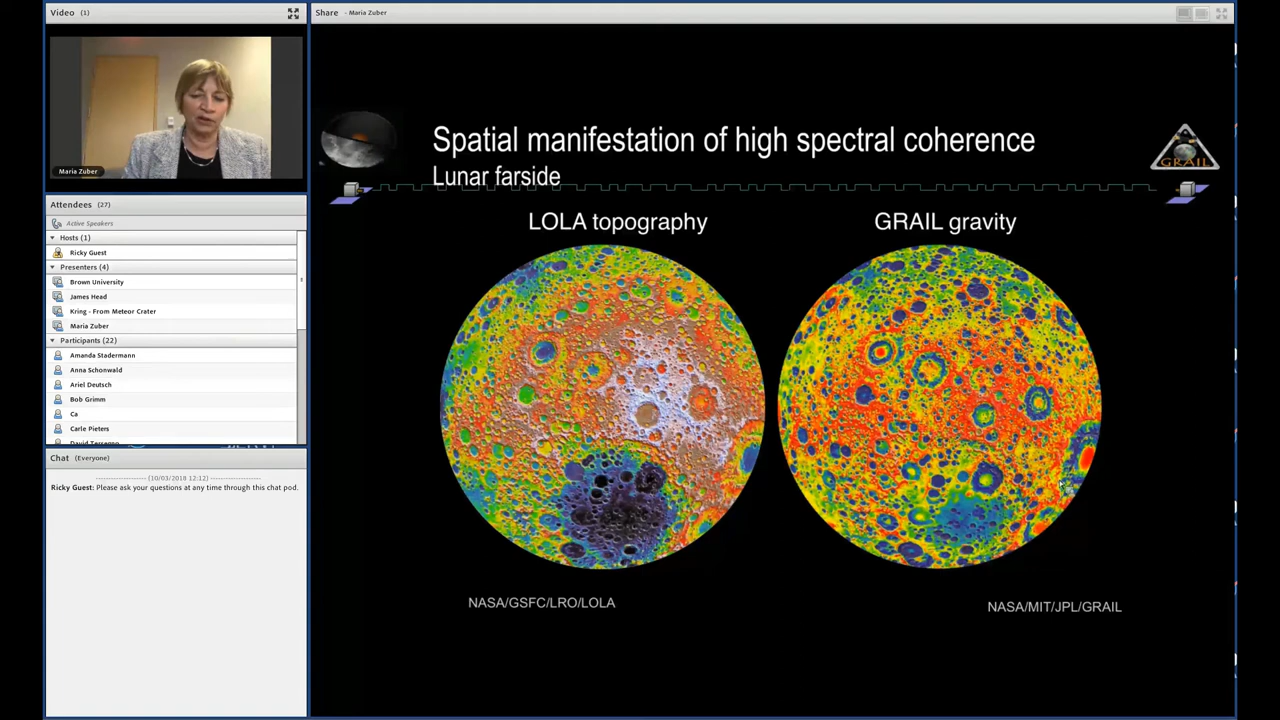 Video (1)
Maria Zuber
Attendees (27)
Active Speakers
Hosts (1)
Ricky Guest
Presenters (4)
Brown University
James Head
Kring - From Meteor Crater
Maria Zuber
Participants (22)
Amanda Stadermann
Anna Schonwald
Ariel Deutsch
Bob Grimm
Ca
Carle Pieters
Chat (Everyone)
(10/03/2018 12:12)
Ricky Guest: Please ask your questions at any time through this chat pod.
Share - Maria Zuber
Spatial manifestation of high spectral coherence
Lunar farside
GRAIL
LOLA topography
GRAIL gravity
NASA/GSFC/LRO/LOLA
NASA/MIT/JPL/GRAIL